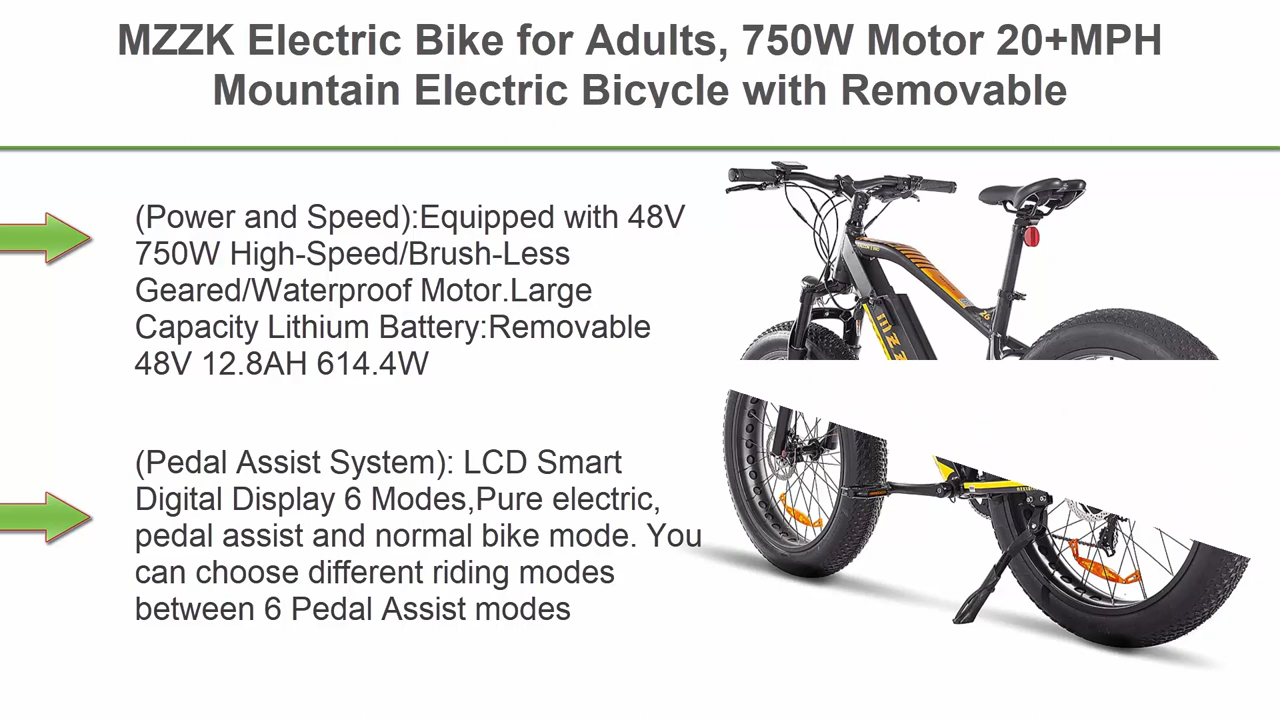 MZZK Electric Bike for Adults, 750W Motor 20+MPH
Mountain Electric Bicycle with Removable
(Power and Speed):Equipped with 48V
750W High-Speed/Brush-Less
Geared/Waterproof Motor.Large
Capacity Lithium Battery:Removable
48V 12.8AH 614.4W
(Pedal Assist System): LCD Smart
Digital Display 6 Modes,Pure electric,
pedal assist and normal bike mode. You
can choose different riding modes
between 6 Pedal Assist modes